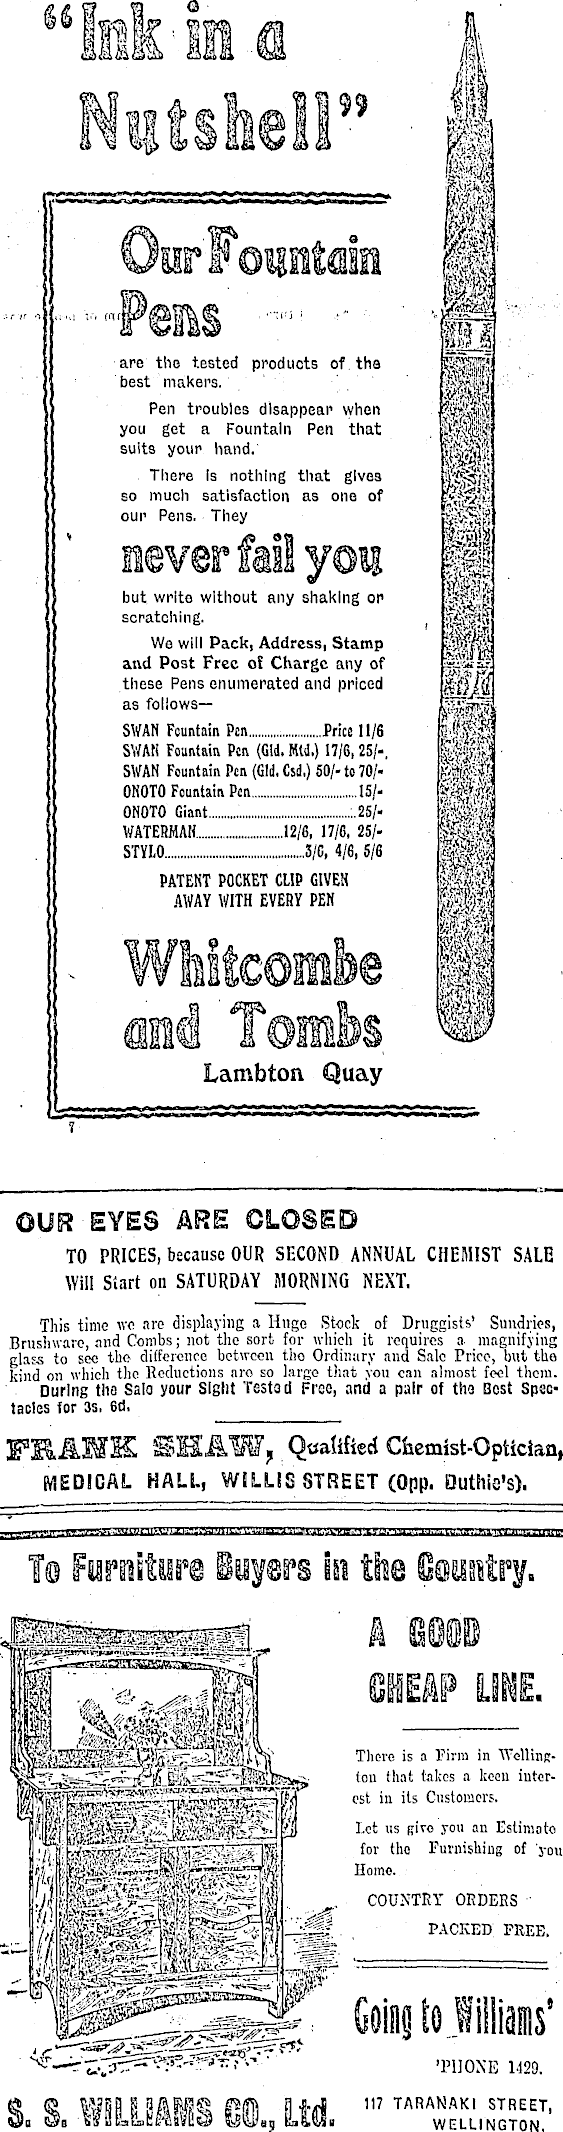 "Ink in a
Nutshell"
Our Fountain
Pens
are the tested products of the
best makers.
Pen troubles disappear when
you get a Fountain Pen that
suits your hand.
There is nothing that gives
so much satisfaction as one of
our Pens. They
never fail you
but write without any shaking or
scratching.
We will Pack, Address, Stamp
and Post Free of Charge any of
these Pens enumerated and priced
as follows—
SWAN Fountain Pen..........Price 11/6
SWAN Fountain Pen (Gld. Mtd.) 17/6, 25/-,
SWAN Fountain Pen (Gld. Csd.) 50/- to 70/-
ONOTO Fountain Pen..........15/-
ONOTO Giant..........25/-
WATERMAN..........12/6, 17/6, 25/-
STYLO..........3/6, 4/6, 5/6
PATENT POCKET CLIP GIVEN
AWAY WITH EVERY PEN
Whitcombe
and Tombs
Lambton Quay
7
OUR EYES ARE CLOSED
TO PRICES, because OUR SECOND ANNUAL CHEMIST SALE
Will Start on SATURDAY MORNING NEXT.
This time we are displaying a Huge Stock of Druggists' Sundries,
Brushware, and Combs; not the sort for which it requires a magnifying
glass to see the difference between the Ordinary and Sale Price, but the
kind on which the Reductions are so large that you can almost feel them.
During the Sale your Sight Tested Free, and a pair of the Best Spec-
tacles for 3s. 6d.
FRANK SHAW, Qualified Chemist-Optician,
MEDICAL HALL, WILLIS STREET (Opp. Duthie's).
To Furniture Buyers in the Country.
A GOOD
CHEAP LINE.
There is a Firm in Welling-
ton that takes a keen inter-
est in its Customers.
Let us give you an Estimate
for the Furnishing of you
Home.
COUNTRY ORDERS
PACKED FREE.
Going to Williams'
'PHONE 1429.
S. S. WILLIAMS CO., Ltd.
117 TARANAKI STREET,
WELLINGTON.